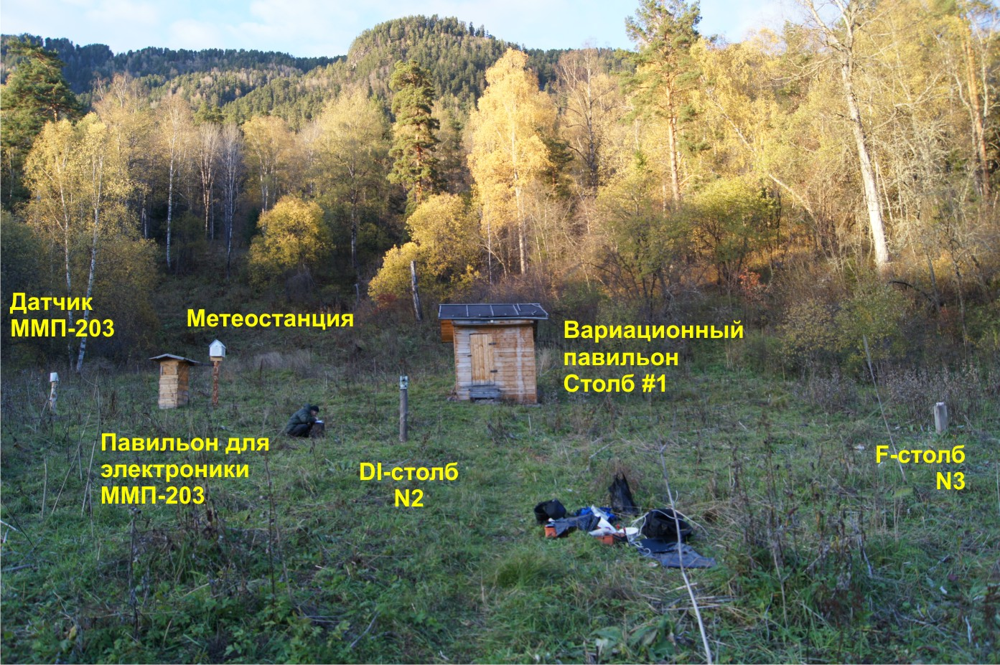 Датчик
ММП-203
Метеостанция
Вариационный
павильон
Столб #1
Павильон для
электроники
ММП-203
DI-столб
N2
F-столб
N3